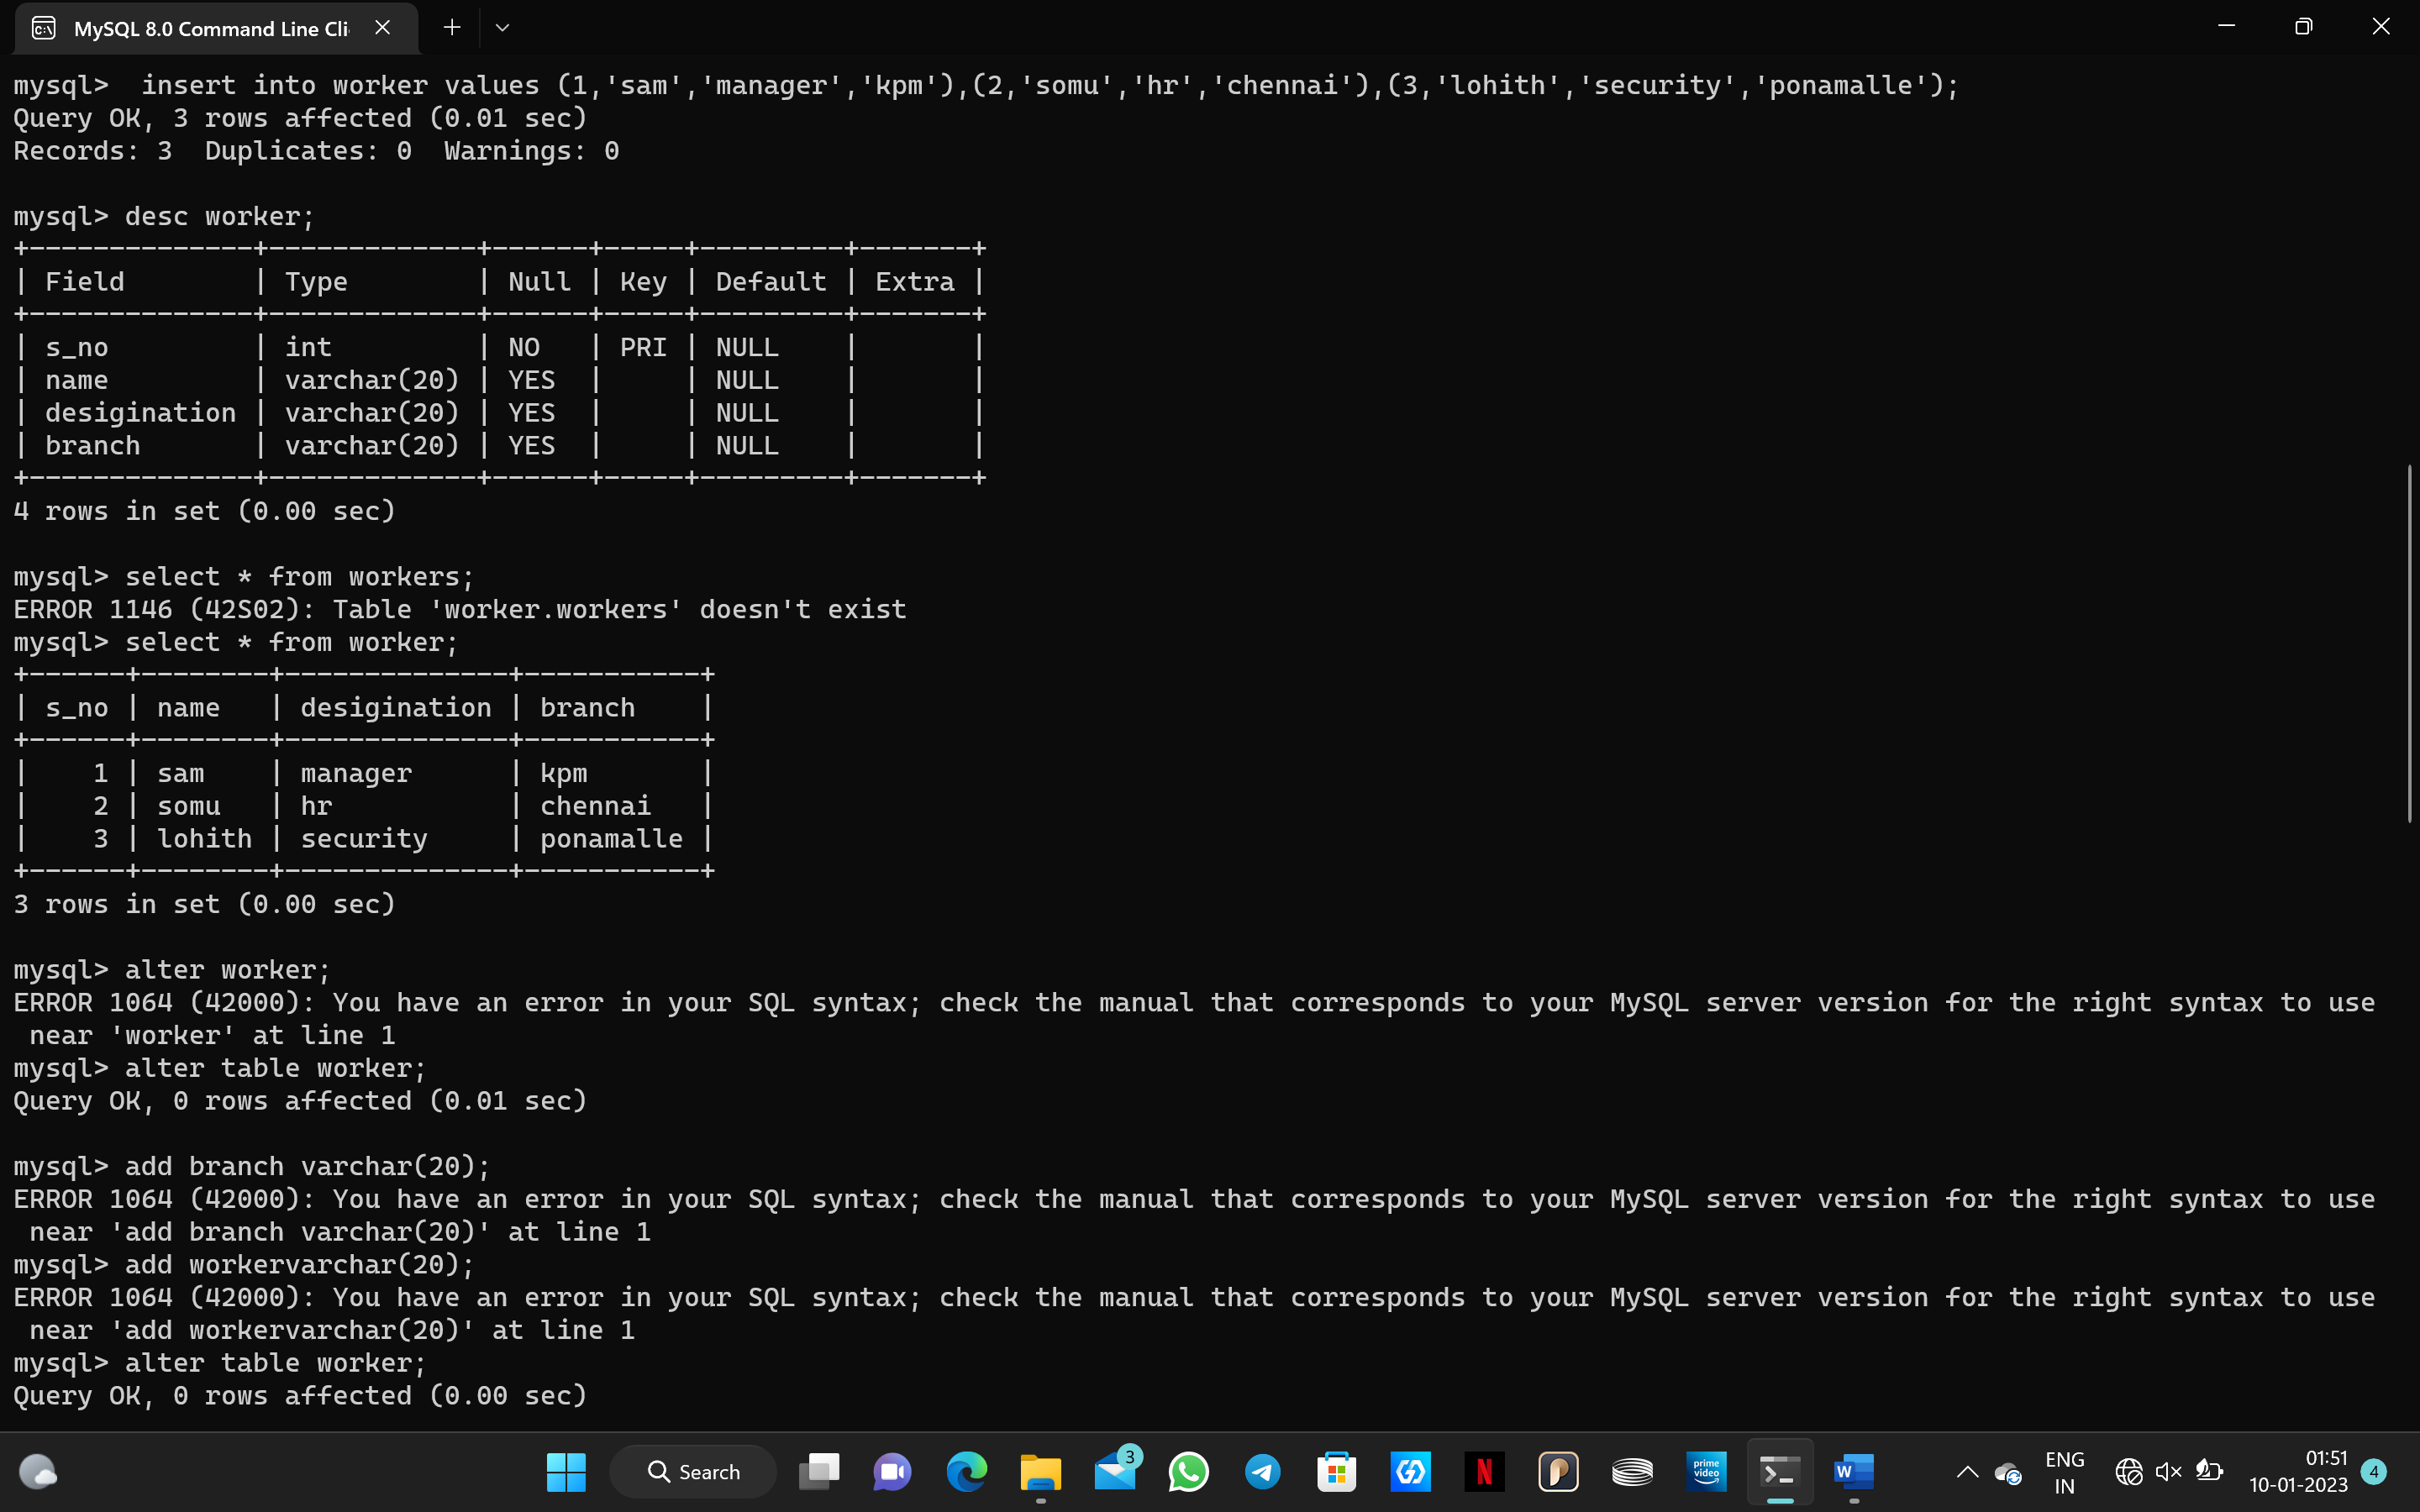 MySQL 8.0 Command Line Cli
mysql>  insert into worker values (1,'sam','manager','kpm'),(2,'somu','hr','chennai'),(3,'lohith','security','ponamalle');
Query OK, 3 rows affected (0.01 sec)
Records: 3  Duplicates: 0  Warnings: 0
mysql> desc worker;
+--------------+-------------+------+-----+---------+-------+
| Field        | Type        | Null | Key | Default | Extra |
+--------------+-------------+------+-----+---------+-------+
| s_no         | int         | NO   | PRI | NULL    |       |
| name         | varchar(20) | YES  |     | NULL    |       |
| desigination | varchar(20) | YES  |     | NULL    |       |
| branch       | varchar(20) | YES  |     | NULL    |       |
+--------------+-------------+------+-----+---------+-------+
4 rows in set (0.00 sec)
mysql> select * from workers;
ERROR 1146 (42S02): Table 'worker.workers' doesn't exist
mysql> select * from worker;
+------+--------+--------------+-----------+
| s_no | name   | desigination | branch    |
+------+--------+--------------+-----------+
|    1 | sam    | manager      | kpm       |
|    2 | somu   | hr           | chennai   |
|    3 | lohith | security     | ponamalle |
+------+--------+--------------+-----------+
3 rows in set (0.00 sec)
mysql> alter worker;
ERROR 1064 (42000): You have an error in your SQL syntax; check the manual that corresponds to your MySQL server version for the right syntax to use
 near 'worker' at line 1
mysql> alter table worker;
Query OK, 0 rows affected (0.01 sec)
mysql> add branch varchar(20);
ERROR 1064 (42000): You have an error in your SQL syntax; check the manual that corresponds to your MySQL server version for the right syntax to use
 near 'add branch varchar(20)' at line 1
mysql> add workervarchar(20);
ERROR 1064 (42000): You have an error in your SQL syntax; check the manual that corresponds to your MySQL server version for the right syntax to use
 near 'add workervarchar(20)' at line 1
mysql> alter table worker;
Query OK, 0 rows affected (0.00 sec)
Search
3
N
prime video
W
ENG
IN
01:51
10-01-2023
4